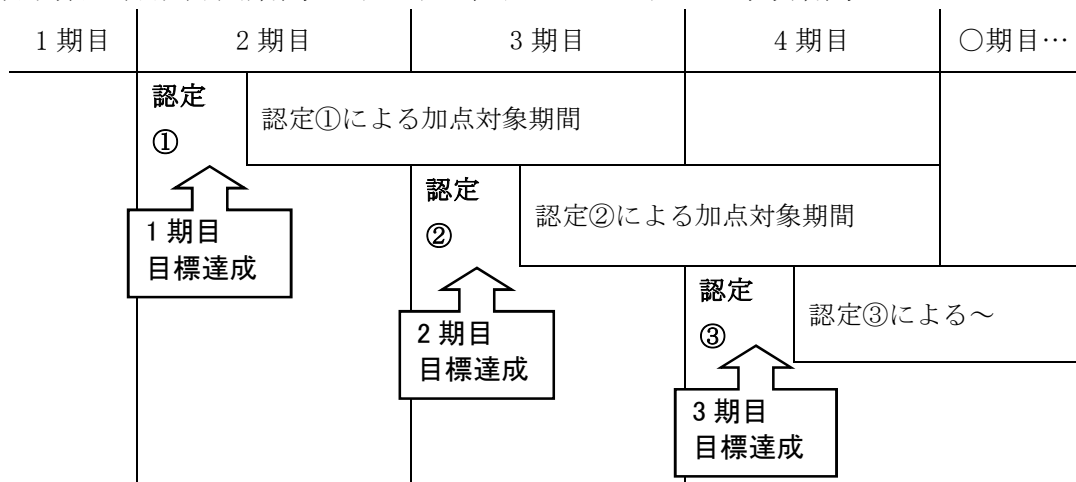 1期目
2期目
3期目
4期目
〇期目…
認定
①
認定①による加点対象期間
1期目
目標達成
認定
②
認定②による加点対象期間
2期目
目標達成
認定
③
認定③による～
3期目
目標達成